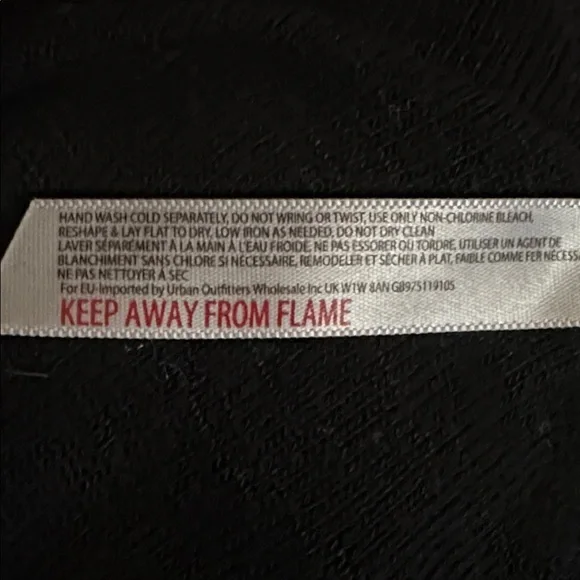 HAND WASH COLD SEPARATELY, DO NOT WRING OR TWIST, USE ONLY NON-CHLORINE BLEACH,
RESHAPE & LAY FLAT TO DRY, LOW IRON AS NEEDED, DO NOT DRY CLEAN
LAVER SÉPARÉMENT À LA MAIN À L'EAU FROIDE, NE PAS ESSORER OU TORDRE, UTILISER UN AGENT DE
BLANCHIMENT SANS CHLORE SI NÉCESSAIRE, REMODELER ET SÉCHER À PLAT, FAIBLE COMME FER NÉCESSA
NE PAS NETTOYER À SEC
For EU-Imported by Urban Outfitters Wholesale Inc UK W1W 8AN GB975119105
KEEP AWAY FROM FLAME